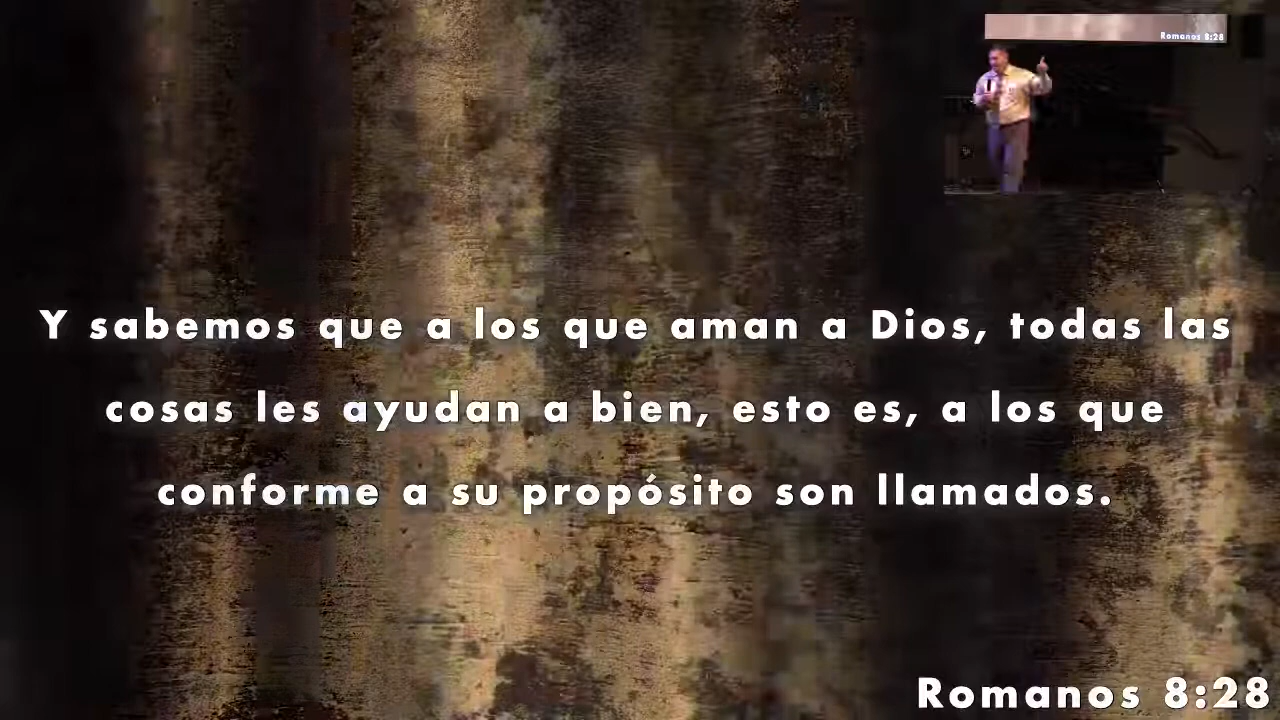 Romanos 8:28
Y sabemos que a los que aman a Dios, todas las
cosas les ayudan a bien, esto es, a los que
conforme a su propósito son llamados.
Romanos 8:28